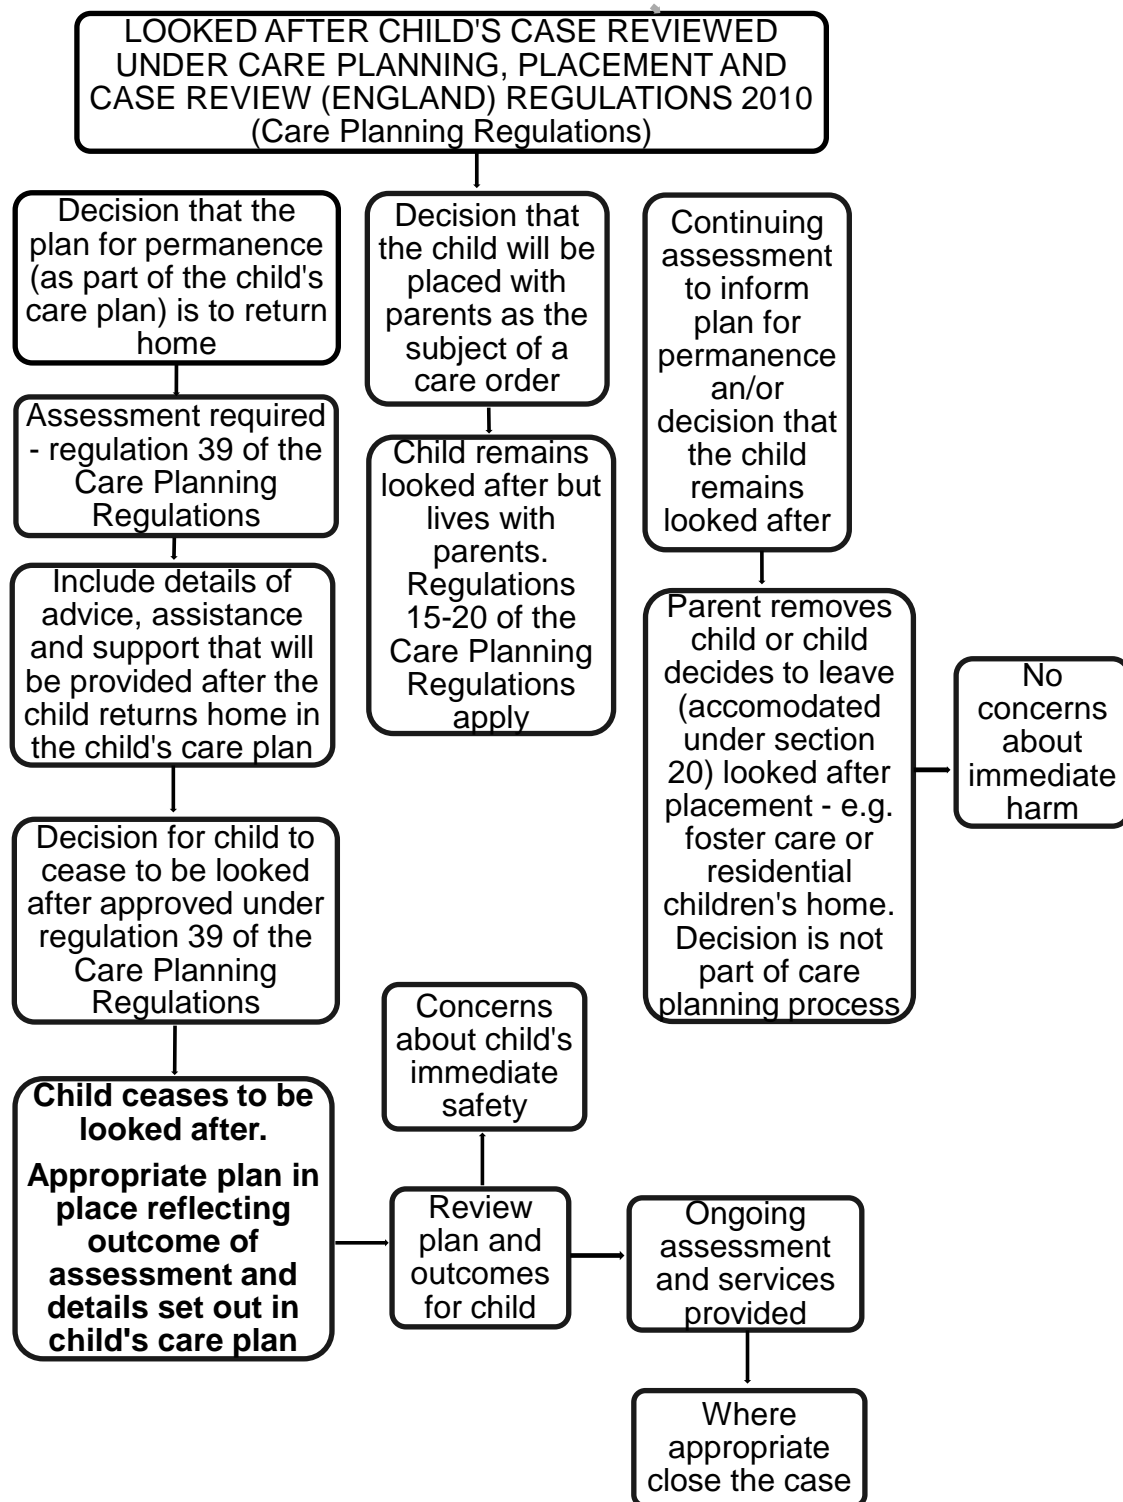 LOOKED AFTER CHILD'S CASE REVIEWED
UNDER CARE PLANNING, PLACEMENT AND
CASE REVIEW (ENGLAND) REGULATIONS 2010
(Care Planning Regulations)
Decision that the
plan for permanence
(as part of the child's
care plan) is to return
home
Assessment required
- regulation 39 of the
Care Planning
Regulations
Include details of
advice, assistance
and support that will
be provided after the
child returns home in
the child's care plan
Decision for child to
cease to be looked
after approved under
regulation 39 of the
Care Planning
Regulations
Child ceases to be
looked after.
Appropriate plan in
place reflecting
outcome of
assessment and
details set out in
child's care plan
Decision that
the child will be
placed with
parents as the
subject of a
care order
Child remains
looked after but
lives with
parents.
Regulations
15-20 of the
Care Planning
Regulations
apply
Continuing
assessment
to inform
plan for
permanence
an/or
decision that
the child
remains
looked after
Parent removes
child or child
decides to leave
(accomodated
under section
20) looked after
placement - e.g.
foster care or
residential
children's home.
Decision is not
part of care
planning process
No
concerns
about
immediate
harm
Concerns
about child's
immediate
safety
Review
plan and
outcomes
for child
Ongoing
assessment
and services
provided
Where
appropriate
close the case